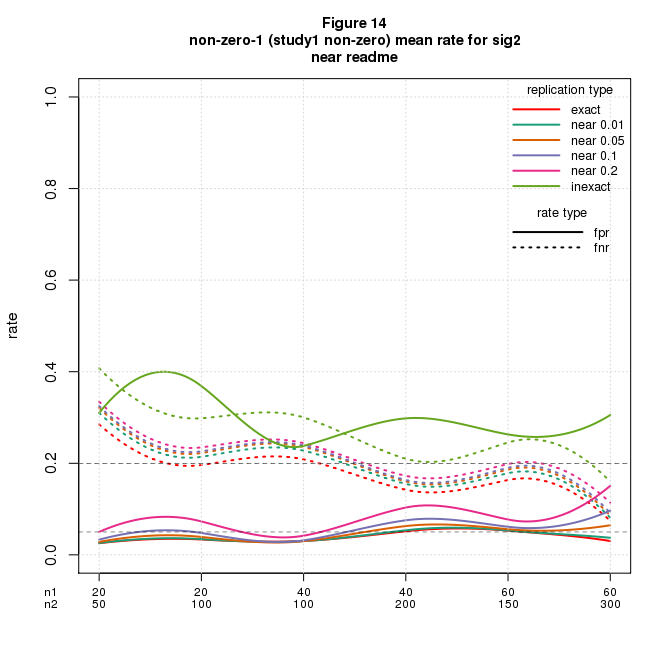 Figure 14
non-zero-1 (study1 non-zero) mean rate for sig2
near readme
replication type
exact
near 0.01
near 0.05
near 0.1
near 0.2
inexact
rate type
fpr
fnr
rate
1.0
0.8
0.6
0.4
0.2
0.0
n1 20 20 40 40 60 60
n2 50 100 100 200 150 300